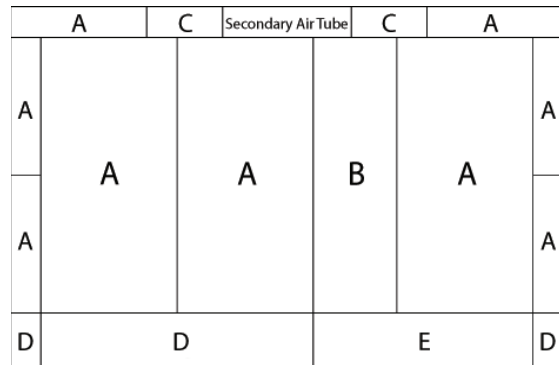 A C Secondary Air Tube C A
A A
A A B A
A A
D D E D